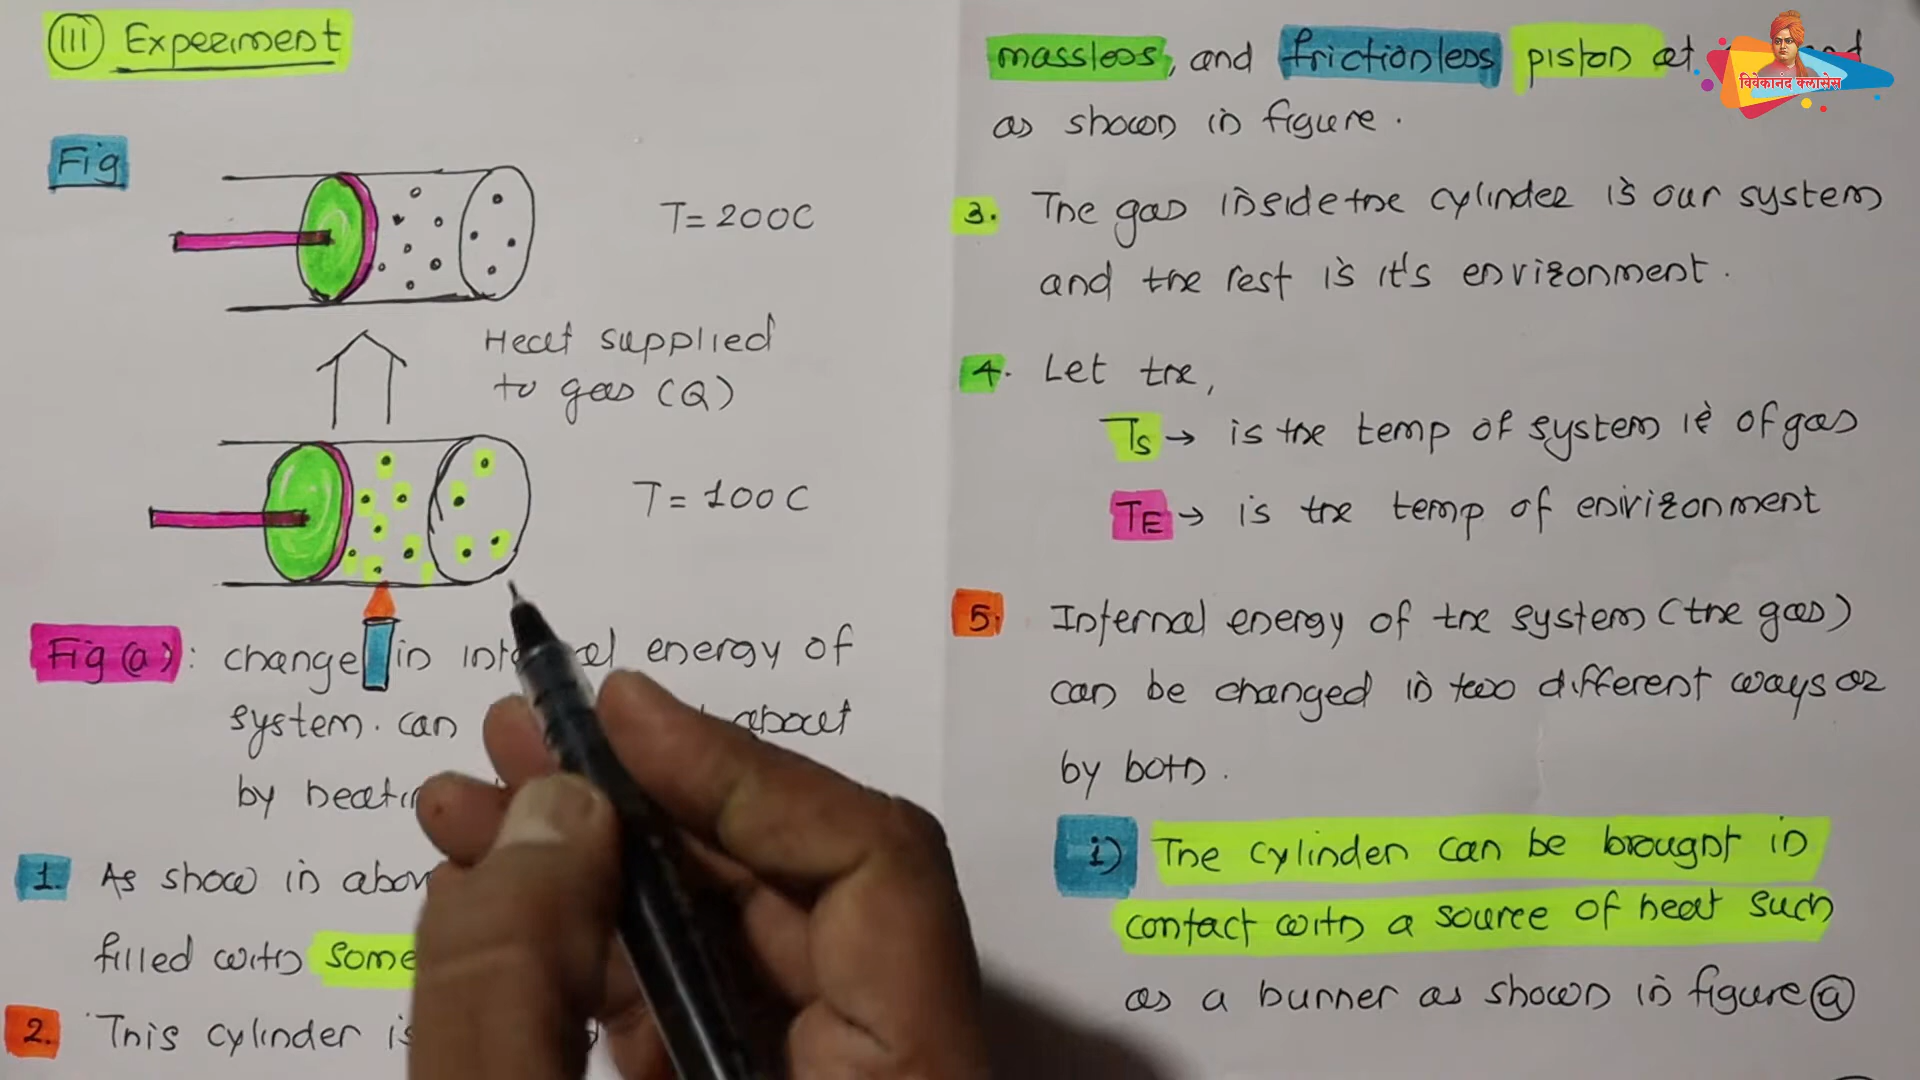 III Experiment
Fig
T= 200C
Heat supplied
to gas (Q)
T= 100C
Fig (a): change in energy of
system. can about
by
1. As show in
filled with some
2. This cylinder is
massless, and frictionless piston at
as shown in figure.
3. The gas inside the cylinder is our system
and the rest is it's environment.
4. Let the,
Ts → is the temp of system ie of gas
TE → is the temp of environment
5. Internal energy of the system (the gas)
can be changed in two different ways or
by both.
i) The cylinder can be brought in
contact with a source of heat such
as a burner as shown in figure (a)
विवेकानंद क्लासेस